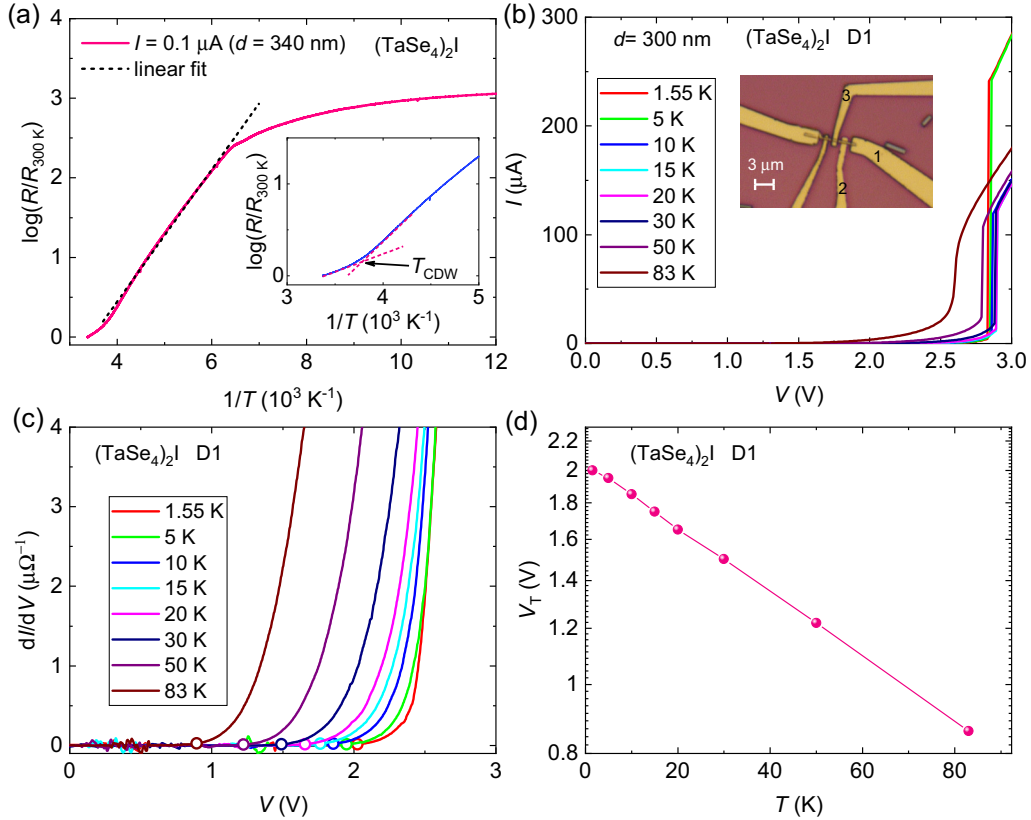 (a)
I = 0.1 μA (d = 340 nm) (TaSe₄)₂I
linear fit
log(R/R₃₀₀ K)
4
3
2
1
0
4 6 8 10 12
1/T (10³ K⁻¹)
log(R/R₃₀₀ K)
1
0
T_CDW
3 4 5
1/T (10³ K⁻¹)
(b)
d= 300 nm (TaSe₄)₂I D1
1.55 K
5 K
10 K
15 K
20 K
30 K
50 K
83 K
3
1
2
3 μm
I (μA)
300
250
200
150
100
50
0
0.0 0.5 1.0 1.5 2.0 2.5 3.0
V (V)
(c)
(TaSe₄)₂I D1
1.55 K
5 K
10 K
15 K
20 K
30 K
50 K
83 K
dI/dV (μΩ⁻¹)
4
3
2
1
0
0 1 2 3
V (V)
(d)
(TaSe₄)₂I D1
V_T (V)
2.2
2
1.8
1.6
1.4
1.2
1
0.8
0 20 40 60 80
T (K)